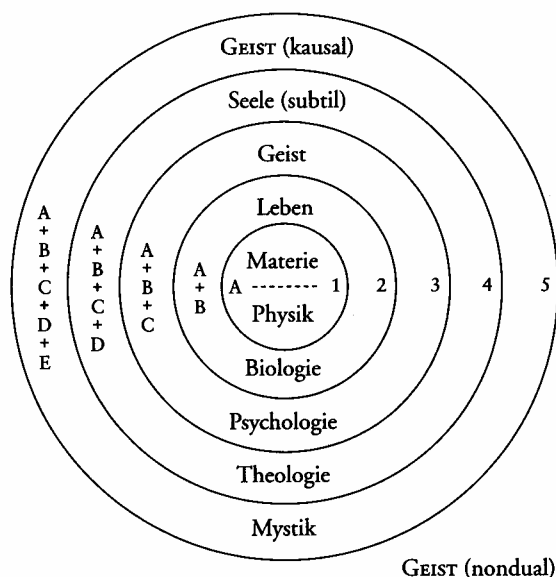 GEIST (kausal)
Seele (subtil)
Geist
Leben
Materie
A
+
B
+
C
+
D
+
E
A
+
B
+
C
+
D
A
+
B
+
C
A
+
B
A ---------- 1 2 3 4 5
Physik
Biologie
Psychologie
Theologie
Mystik
GEIST (nondual)